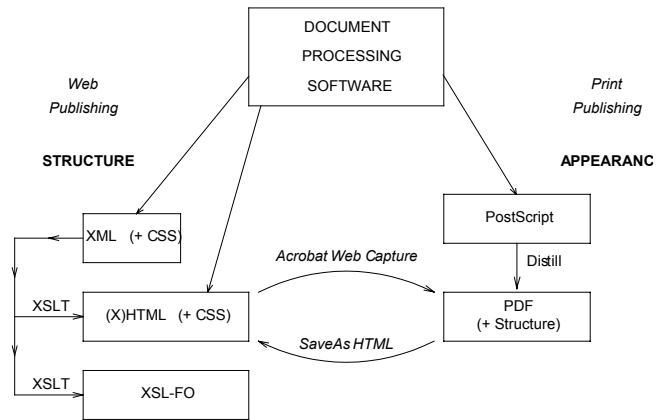 DOCUMENT
PROCESSING
SOFTWARE
Web
Publishing
Print
Publishing
STRUCTURE
APPEARANC
XML (+ CSS)
PostScript
Acrobat Web Capture
Distill
XSLT
(X)HTML (+ CSS)
PDF
(+ Structure)
SaveAs HTML
XSLT
XSL-FO